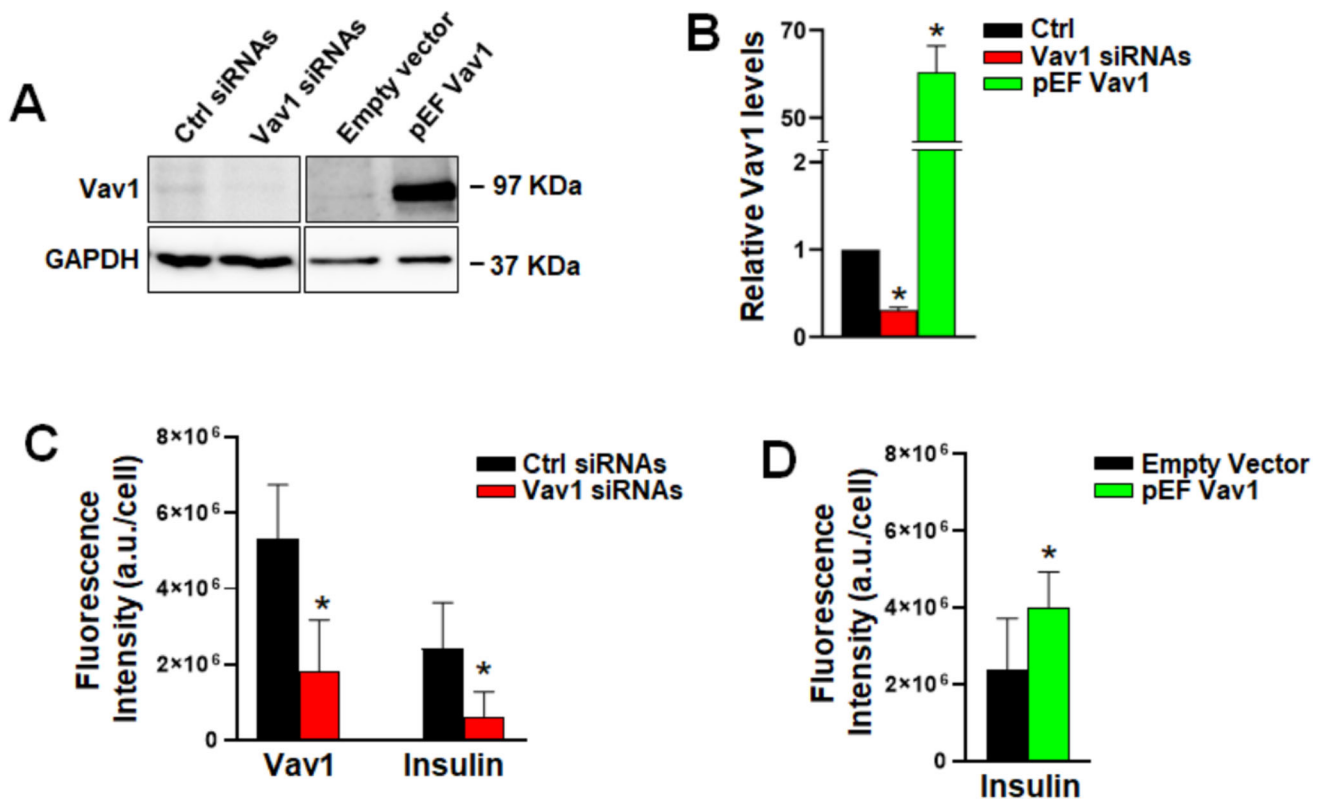 A
Ctrl siRNAs
Vav1 siRNAs
Empty vector
pEF Vav1
Vav1
– 97 KDa
GAPDH
– 37 KDa
B
Relative Vav1 levels
70
50
2
1
0
*
*
Ctrl
Vav1 siRNAs
pEF Vav1
C
Fluorescence
Intensity (a.u./cell)
8×10⁶
6×10⁶
4×10⁶
2×10⁶
0
*
*
Ctrl siRNAs
Vav1 siRNAs
Vav1
Insulin
D
Fluorescence
Intensity (a.u./cell)
8×10⁶
6×10⁶
4×10⁶
2×10⁶
0
*
Empty Vector
pEF Vav1
Insulin